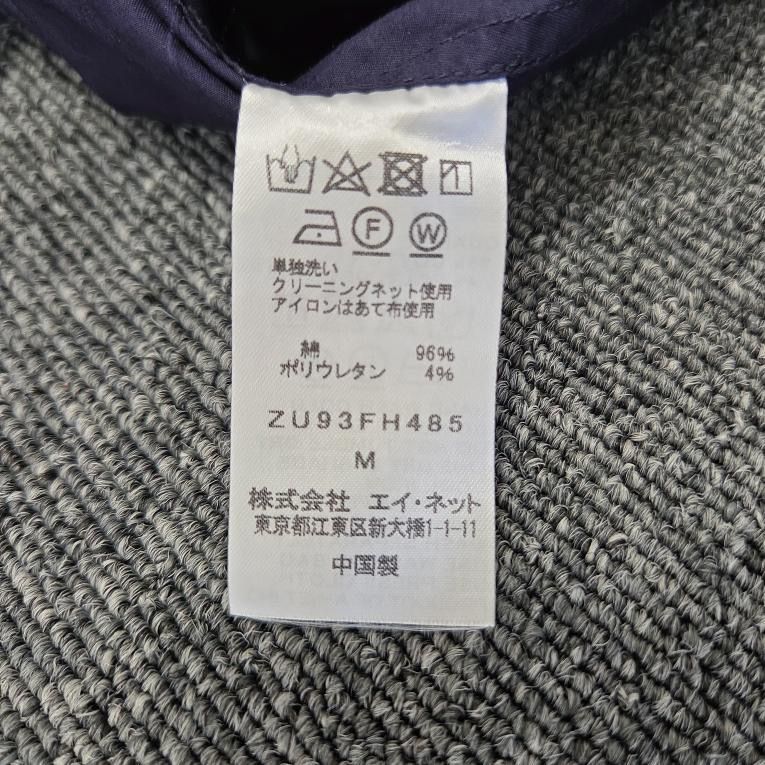 F W
単独洗い
クリーニングネット使用
アイロンはあて布使用
綿 96%
ポリウレタン 4%
ZU93FH485
M
株式会社 エイ・ネット
東京都江東区新大橋1-1-11
中国製